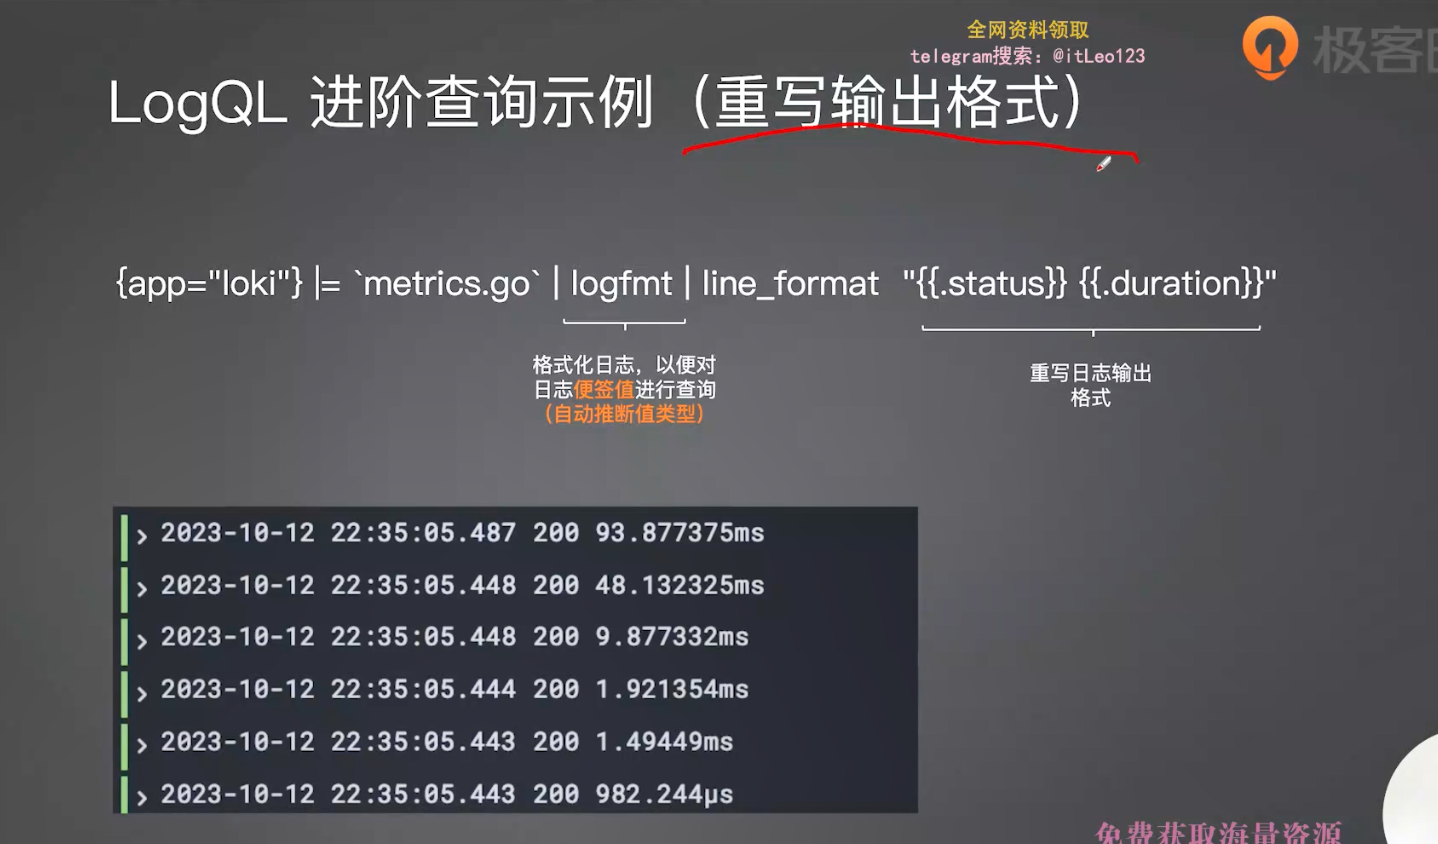 全网资料领取
telegram搜索：@itLeo123
极客
LogQL 进阶查询示例（重写输出格式）
{app="loki"} |= `metrics.go` | logfmt | line_format "{{.status}} {{.duration}}"
格式化日志，以便对
日志便签值进行查询
（自动推断值类型）
重写日志输出
格式
2023-10-12 22:35:05.487 200 93.877375ms
2023-10-12 22:35:05.448 200 48.132325ms
2023-10-12 22:35:05.448 200 9.877332ms
2023-10-12 22:35:05.444 200 1.921354ms
2023-10-12 22:35:05.443 200 1.49449ms
2023-10-12 22:35:05.443 200 982.244µs
免费获取海量资源